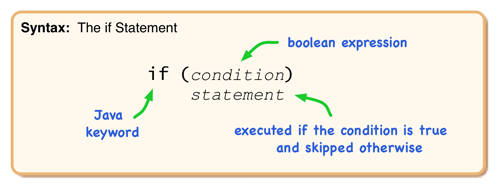 Syntax: The if Statement
boolean expression
if (condition)
statement
Java
keyword
executed if the condition is true
and skipped otherwise